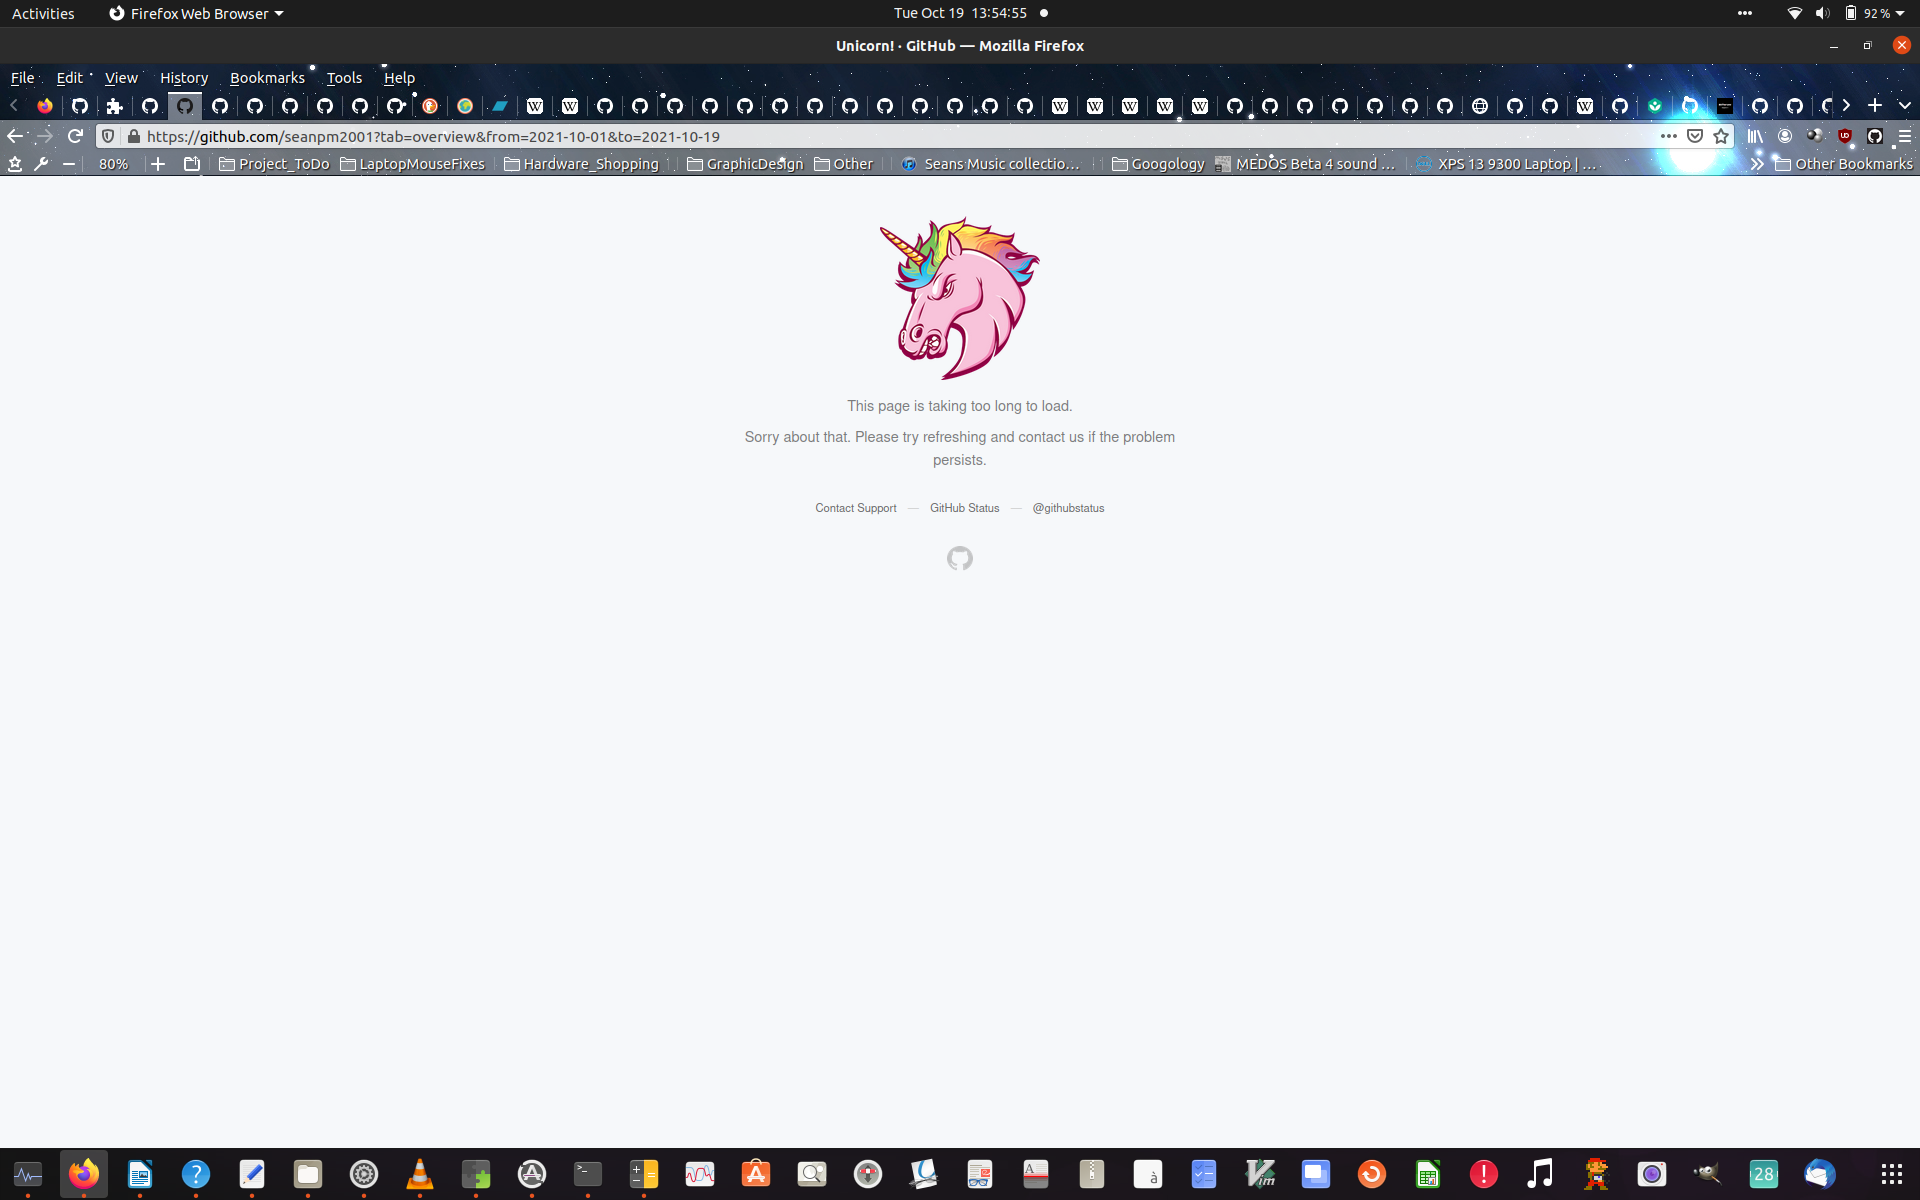 Activities
Firefox Web Browser
Tue Oct 19 13:54:55
92 %
Unicorn! · GitHub — Mozilla Firefox
File Edit View History Bookmarks Tools Help
https://github.com/seanpm2001?tab=overview&from=2021-10-01&to=2021-10-19
80%
Project_ToDo
LaptopMouseFixes
Hardware_Shopping
GraphicDesign
Other
Seans Music collectio…
Googology
MEDOS Beta 4 sound …
XPS 13 9300 Laptop | …
Other Bookmarks
This page is taking too long to load.
Sorry about that. Please try refreshing and contact us if the problem
persists.
Contact Support — GitHub Status — @githubstatus
28